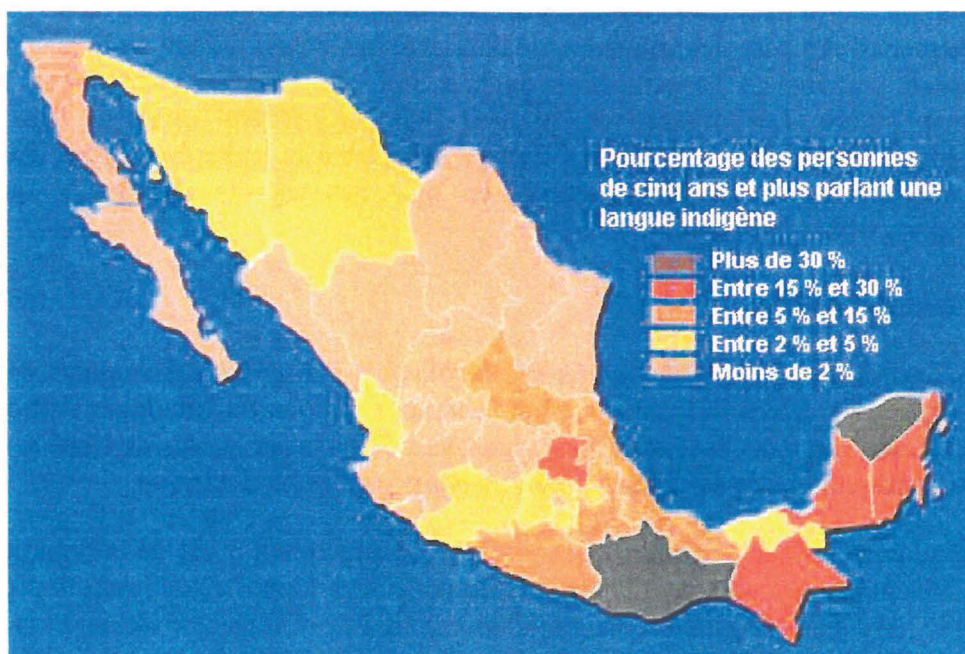 Pourcentage des personnes
de cinq ans et plus parlant une
langue indigène
Plus de 30 %
Entre 15 % et 30 %
Entre 5 % et 15 %
Entre 2 % et 5 %
Moins de 2 %